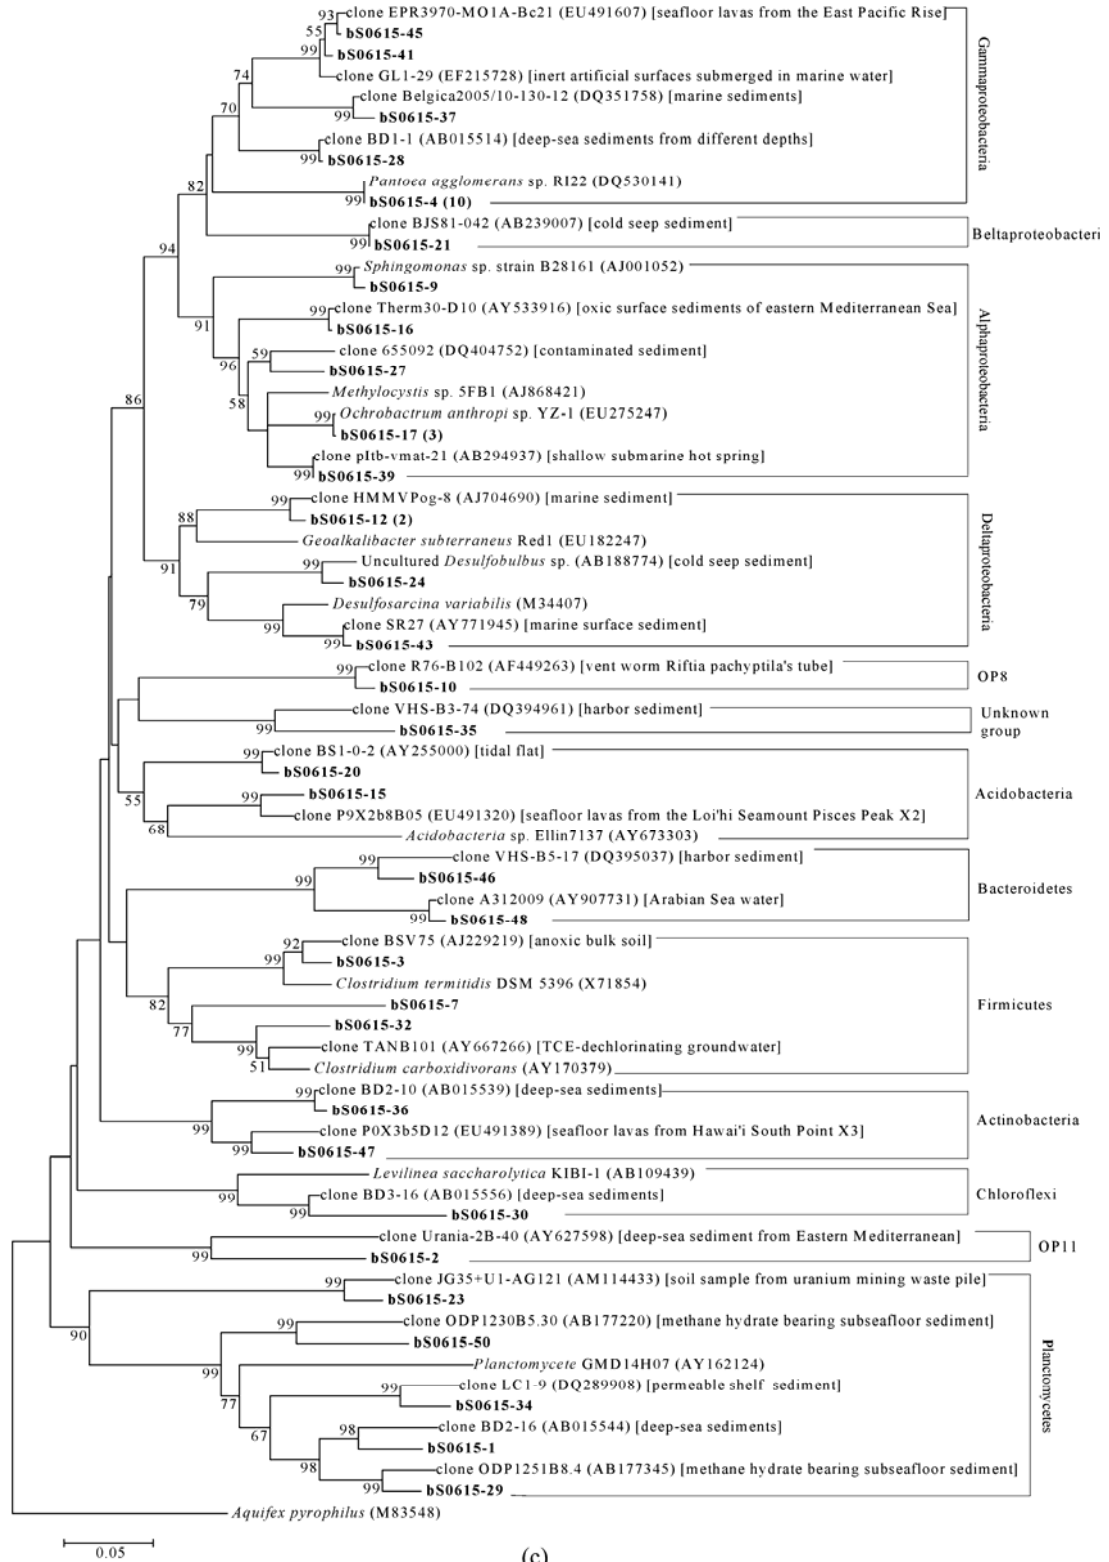 93 clone EPR3970-MO1A-Bc21 (EU491607) [seafloor lavas from the East Pacific Rise]
55 bS0615-45
99 bS0615-41
clone GL1-29 (EF215728) [inert artificial surfaces submerged in marine water]
74 clone Belgica2005/10-130-12 (DQ351758) [marine sediments]
99 bS0615-37
70 clone BD1-1 (AB015514) [deep-sea sediments from different depths]
99 bS0615-28
Pantoea agglomerans sp. RI22 (DQ530141)
82 99 bS0615-4 (10)
Gammaproteobacteria
clone BJS81-042 (AB239007) [cold seep sediment]
99 bS0615-21
Beltaproteobacteri
94
99 Sphingomonas sp. strain B28161 (AJ001052)
bS0615-9
91 99 clone Therm30-D10 (AY533916) [oxic surface sediments of eastern Mediterranean Sea]
bS0615-16
96 59 clone 655092 (DQ404752) [contaminated sediment]
bS0615-27
Methylocystis sp. 5FB1 (AJ868421)
86 58 99 Ochrobactrum anthropi sp. YZ-1 (EU275247)
bS0615-17 (3)
clone pItb-vmat-21 (AB294937) [shallow submarine hot spring]
99 bS0615-39
Alphaproteobacteria
99 clone HMMVPog-8 (AJ704690) [marine sediment]
88 bS0615-12 (2)
Geoalkalibacter subterraneus Red1 (EU182247)
91 99 Uncultured Desulfobulbus sp. (AB188774) [cold seep sediment]
bS0615-24
79 Desulfosarcina variabilis (M34407)
99 clone SR27 (AY771945) [marine surface sediment]
99 bS0615-43
Deltaproteobacteria
99 clone R76-B102 (AF449263) [vent worm Riftia pachyptila's tube]
bS0615-10
OP8
clone VHS-B3-74 (DQ394961) [harbor sediment]
99 bS0615-35
Unknown
group
99 clone BS1-0-2 (AY255000) [tidal flat]
bS0615-20
55 99 bS0615-15
clone P9X2b8B05 (EU491320) [seafloor lavas from the Loi'hi Seamount Pisces Peak X2]
68 Acidobacteria sp. Ellin7137 (AY673303)
Acidobacteria
99 clone VHS-B5-17 (DQ395037) [harbor sediment]
99 bS0615-46
clone A312009 (AY907731) [Arabian Sea water]
99 bS0615-48
Bacteroidetes
92 clone BSV75 (AJ229219) [anoxic bulk soil]
99 bS0615-3
Clostridium termitidis DSM 5396 (X71854)
82 bS0615-7
77 bS0615-32
99 clone TANB101 (AY667266) [TCE-dechlorinating groundwater]
51 Clostridium carboxidivorans (AY170379)
Firmicutes
99 clone BD2-10 (AB015539) [deep-sea sediments]
bS0615-36
99 clone P0X3b5D12 (EU491389) [seafloor lavas from Hawai'i South Point X3]
99 bS0615-47
Actinobacteria
Levilinea saccharolytica KIBI-1 (AB109439)
99 clone BD3-16 (AB015556) [deep-sea sediments]
99 bS0615-30
Chloroflexi
clone Urania-2B-40 (AY627598) [deep-sea sediment from Eastern Mediterranean]
99 bS0615-2
OP11
99 clone JG35+U1-AG121 (AM114433) [soil sample from uranium mining waste pile]
bS0615-23
90 99 clone ODP1230B5.30 (AB177220) [methane hydrate bearing subseafloor sediment]
bS0615-50
99 Planctomycete GMD14H07 (AY162124)
77 99 clone LC1-9 (DQ289908) [permeable shelf sediment]
bS0615-34
67 98 clone BD2-16 (AB015544) [deep-sea sediments]
bS0615-1
98 clone ODP1251B8.4 (AB177345) [methane hydrate bearing subseafloor sediment]
99 bS0615-29
Planctomycetes
Aquifex pyrophilus (M83548)
0.05
(c)